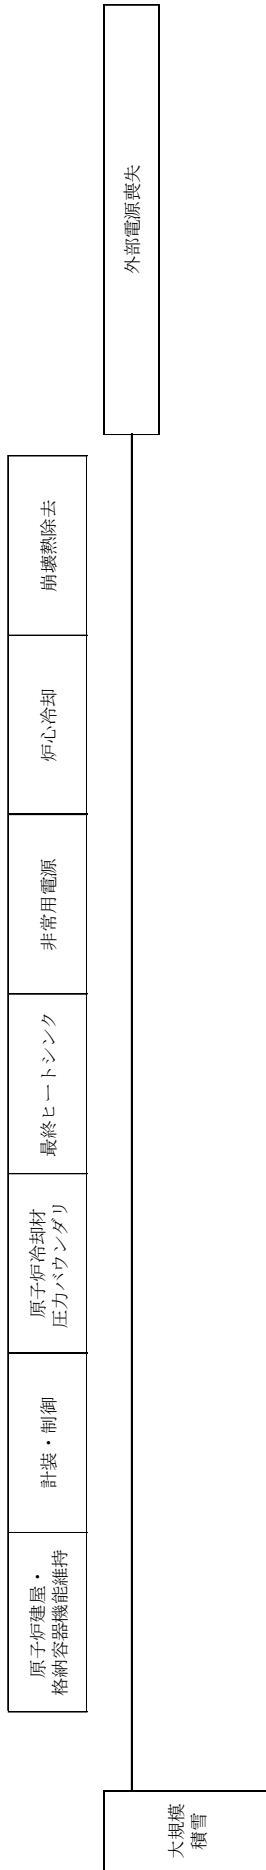 大規模
積雪
原子炉建屋・
格納容器機能維持
計装・制御
原子炉冷却材
圧力バウンダリ
最終ヒートシンク
非常用電源
炉心冷却
崩壊熱除去
外部電源喪失